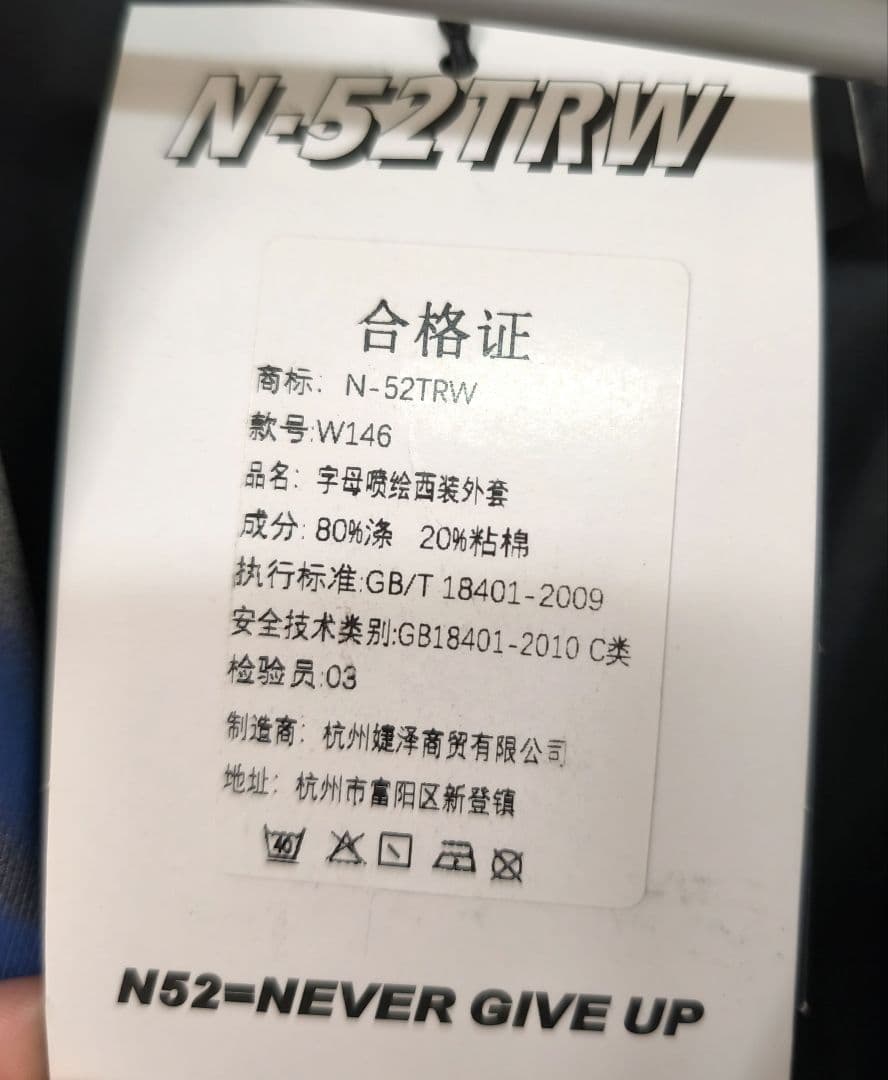 N-52TRW
合格证
商标：N-52TRW
款号:W146
品名：字母喷绘西装外套
成分: 80%涤 20%粘棉
执行标准:GB/T 18401-2009
安全技术类别:GB18401-2010 C类
检验员:03
制造商：杭州婕泽商贸有限公司
地址：杭州市富阳区新登镇
40
N52=NEVER GIVE UP